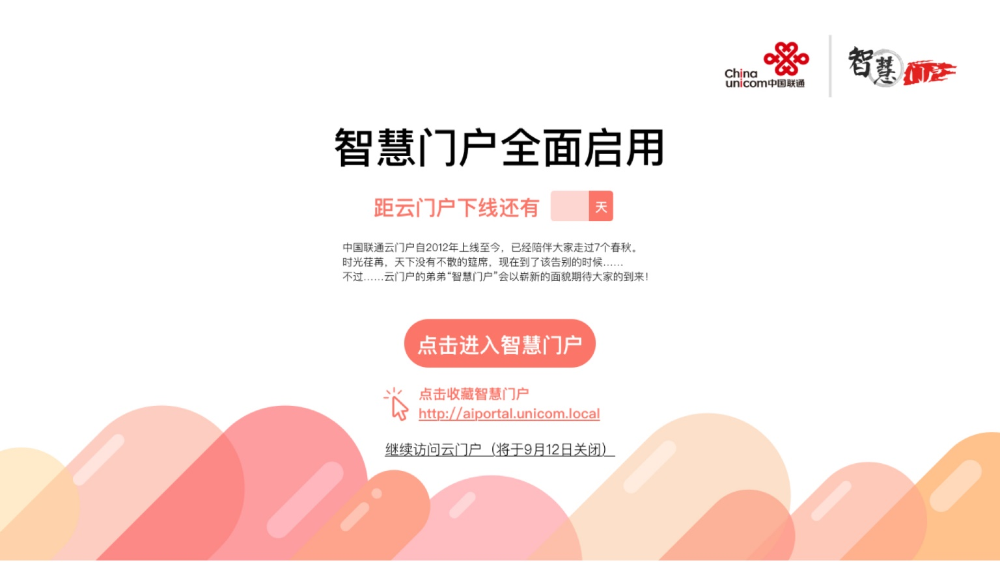 China
unicom中国联通
智慧门户
智慧门户全面启用
距云门户下线还有 天
中国联通云门户自2012年上线至今，已经陪伴大家走过7个春秋。
时光荏苒，天下没有不散的筵席，现在到了该告别的时候……
不过……云门户的弟弟“智慧门户”会以崭新的面貌期待大家的到来！
点击进入智慧门户
点击收藏智慧门户
http://aiportal.unicom.local
继续访问云门户（将于9月12日关闭）